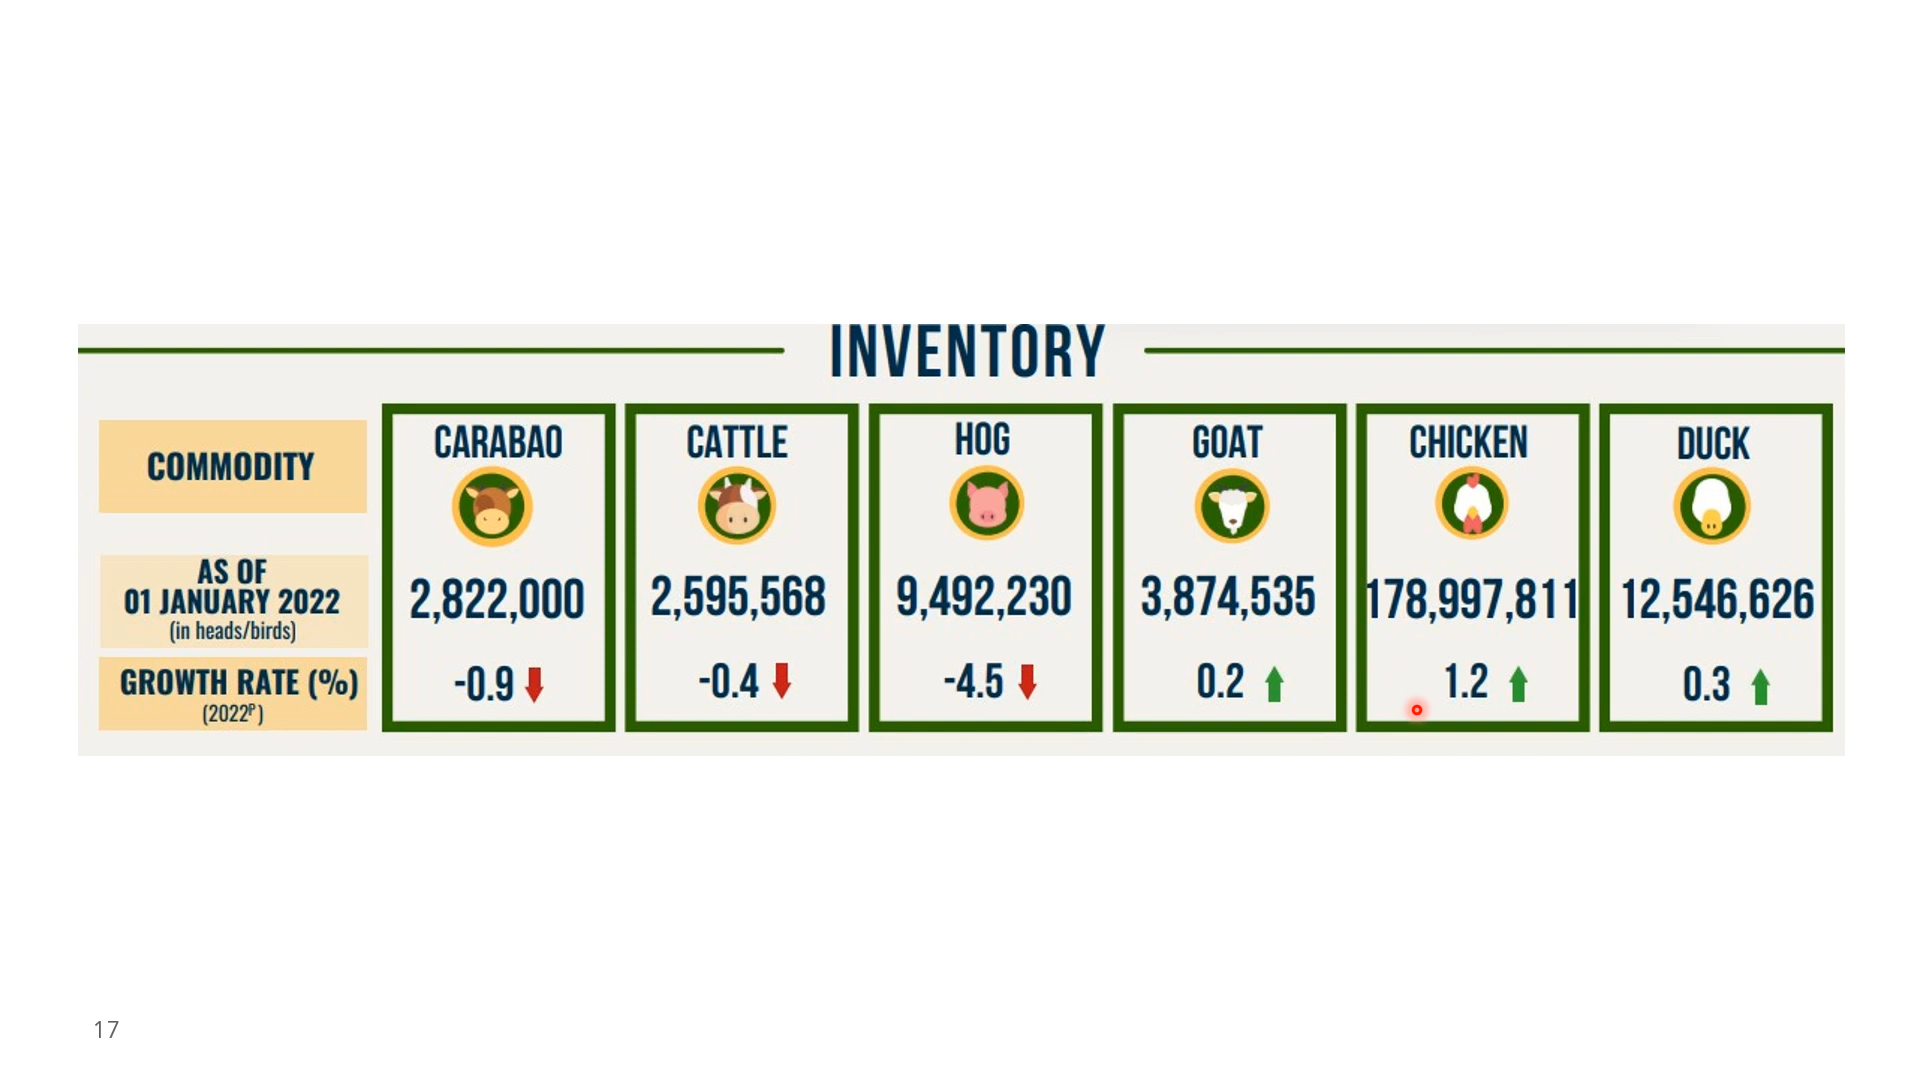 INVENTORY
COMMODITY
CARABAO
CATTLE
HOG
GOAT
CHICKEN
DUCK
AS OF
01 JANUARY 2022
(in heads/birds)
2,822,000
2,595,568
9,492,230
3,874,535
178,997,811
12,546,626
GROWTH RATE (%)
(2022ᴾ)
-0.9
-0.4
-4.5
0.2
1.2
0.3
17